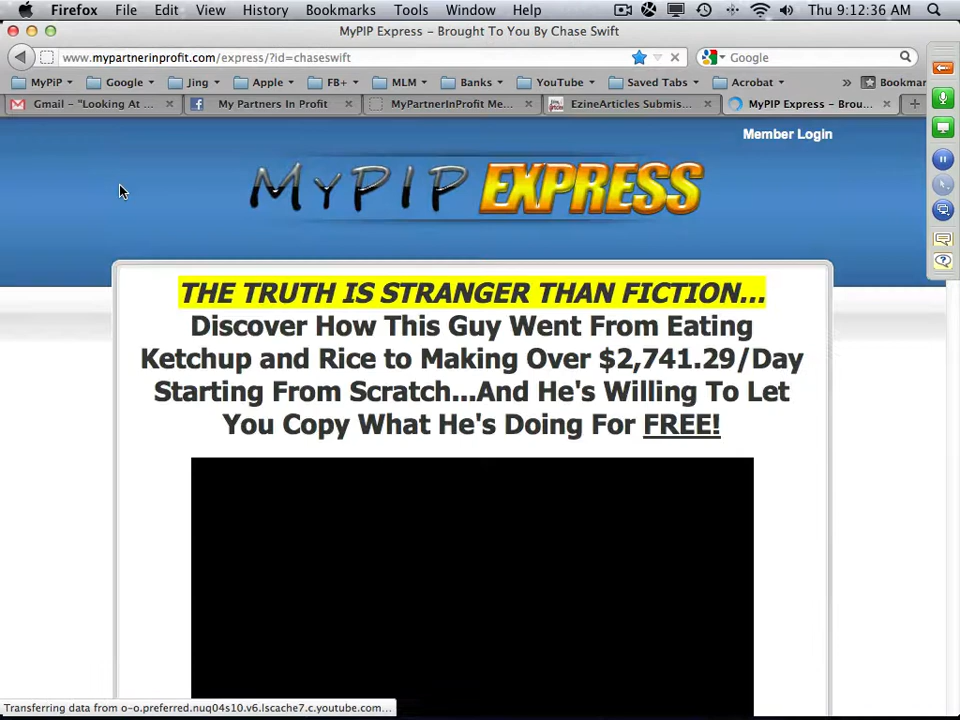 Firefox File Edit View History Bookmarks Tools Window Help Thu 9:12:36 AM
MyPIP Express - Brought To You By Chase Swift
www.mypartnerinprofit.com/express/?id=chaseswift Google
MyPiP Google Jing Apple FB+ MLM Banks YouTube Saved Tabs Acrobat » Bookmar
Gmail - "Looking At ... My Partners In Profit MyPartnerInProfit Me... EzineArticles Submis... MyPIP Express - Brou...
Member Login
MyPIP EXPRESS
THE TRUTH IS STRANGER THAN FICTION...
Discover How This Guy Went From Eating
Ketchup and Rice to Making Over $2,741.29/Day
Starting From Scratch...And He's Willing To Let
You Copy What He's Doing For FREE!
Transferring data from o-o.preferred.nuq04s10.v6.lscache7.c.youtube.com...